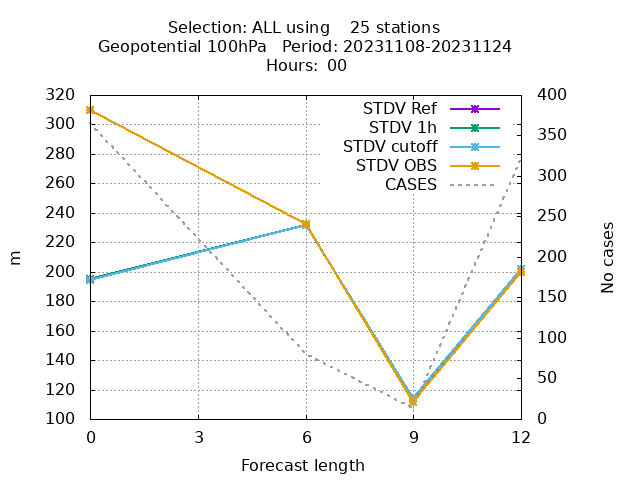 Selection: ALL using    25 stations
Geopotential 100hPa   Period: 20231108-20231124
Hours:  00
STDV Ref
STDV 1h
STDV cutoff
STDV OBS
CASES
320
300
280
260
240
220
200
180
160
140
120
100
m
400
350
300
250
200
150
100
50
0
No cases
0 3 6 9 12
Forecast length